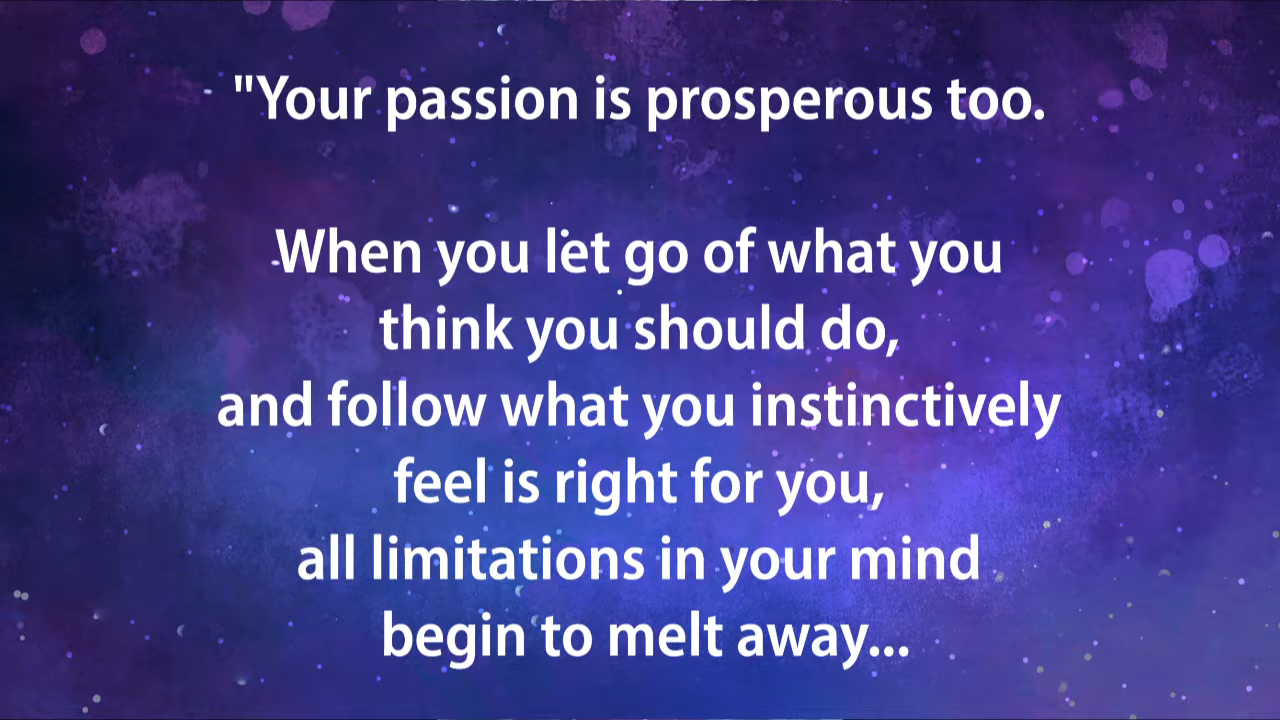 "Your passion is prosperous too.
When you let go of what you
think you should do,
and follow what you instinctively
feel is right for you,
all limitations in your mind
begin to melt away...